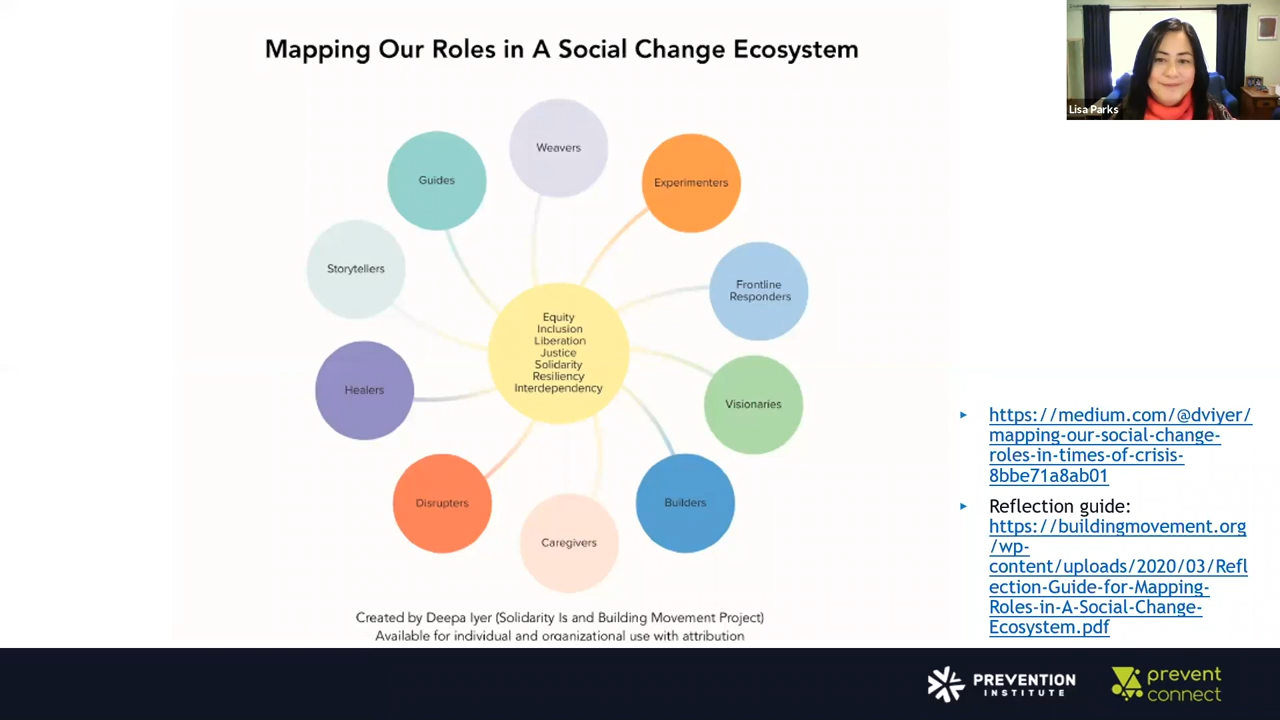 Mapping Our Roles in A Social Change Ecosystem
Lisa Parks
Weavers
Guides
Experimenters
Storytellers
Frontline
Responders
Equity
Inclusion
Liberation
Justice
Solidarity
Resiliency
Interdependency
Healers
Visionaries
Disrupters
Builders
Caregivers
Created by Deepa Iyer (Solidarity Is and Building Movement Project)
Available for individual and organizational use with attribution
https://medium.com/@dviyer/
mapping-our-social-change-
roles-in-times-of-crisis-
8bbe71a8ab01
Reflection guide:
https://buildingmovement.org
/wp-
content/uploads/2020/03/Refl
ection-Guide-for-Mapping-
Roles-in-A-Social-Change-
Ecosystem.pdf
PREVENTION
INSTITUTE
prevent
connect